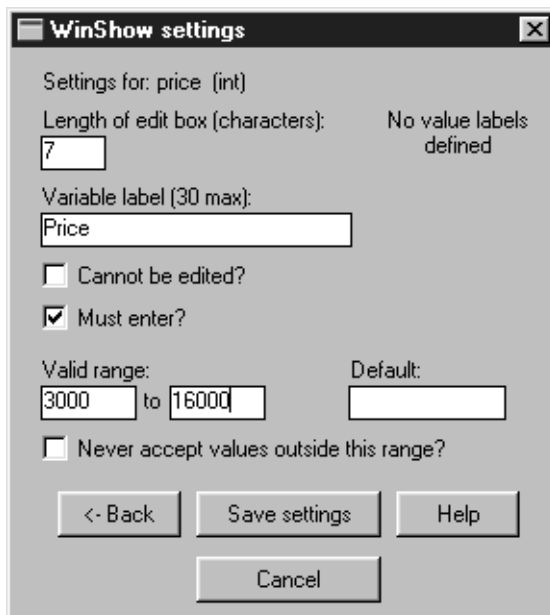 WinShow settings
Settings for: price (int)
Length of edit box (characters):
No value labels
defined
7
Variable label (30 max):
Price
Cannot be edited?
Must enter?
Valid range:
Default:
3000 to 16000
Never accept values outside this range?
<- Back Save settings Help
Cancel